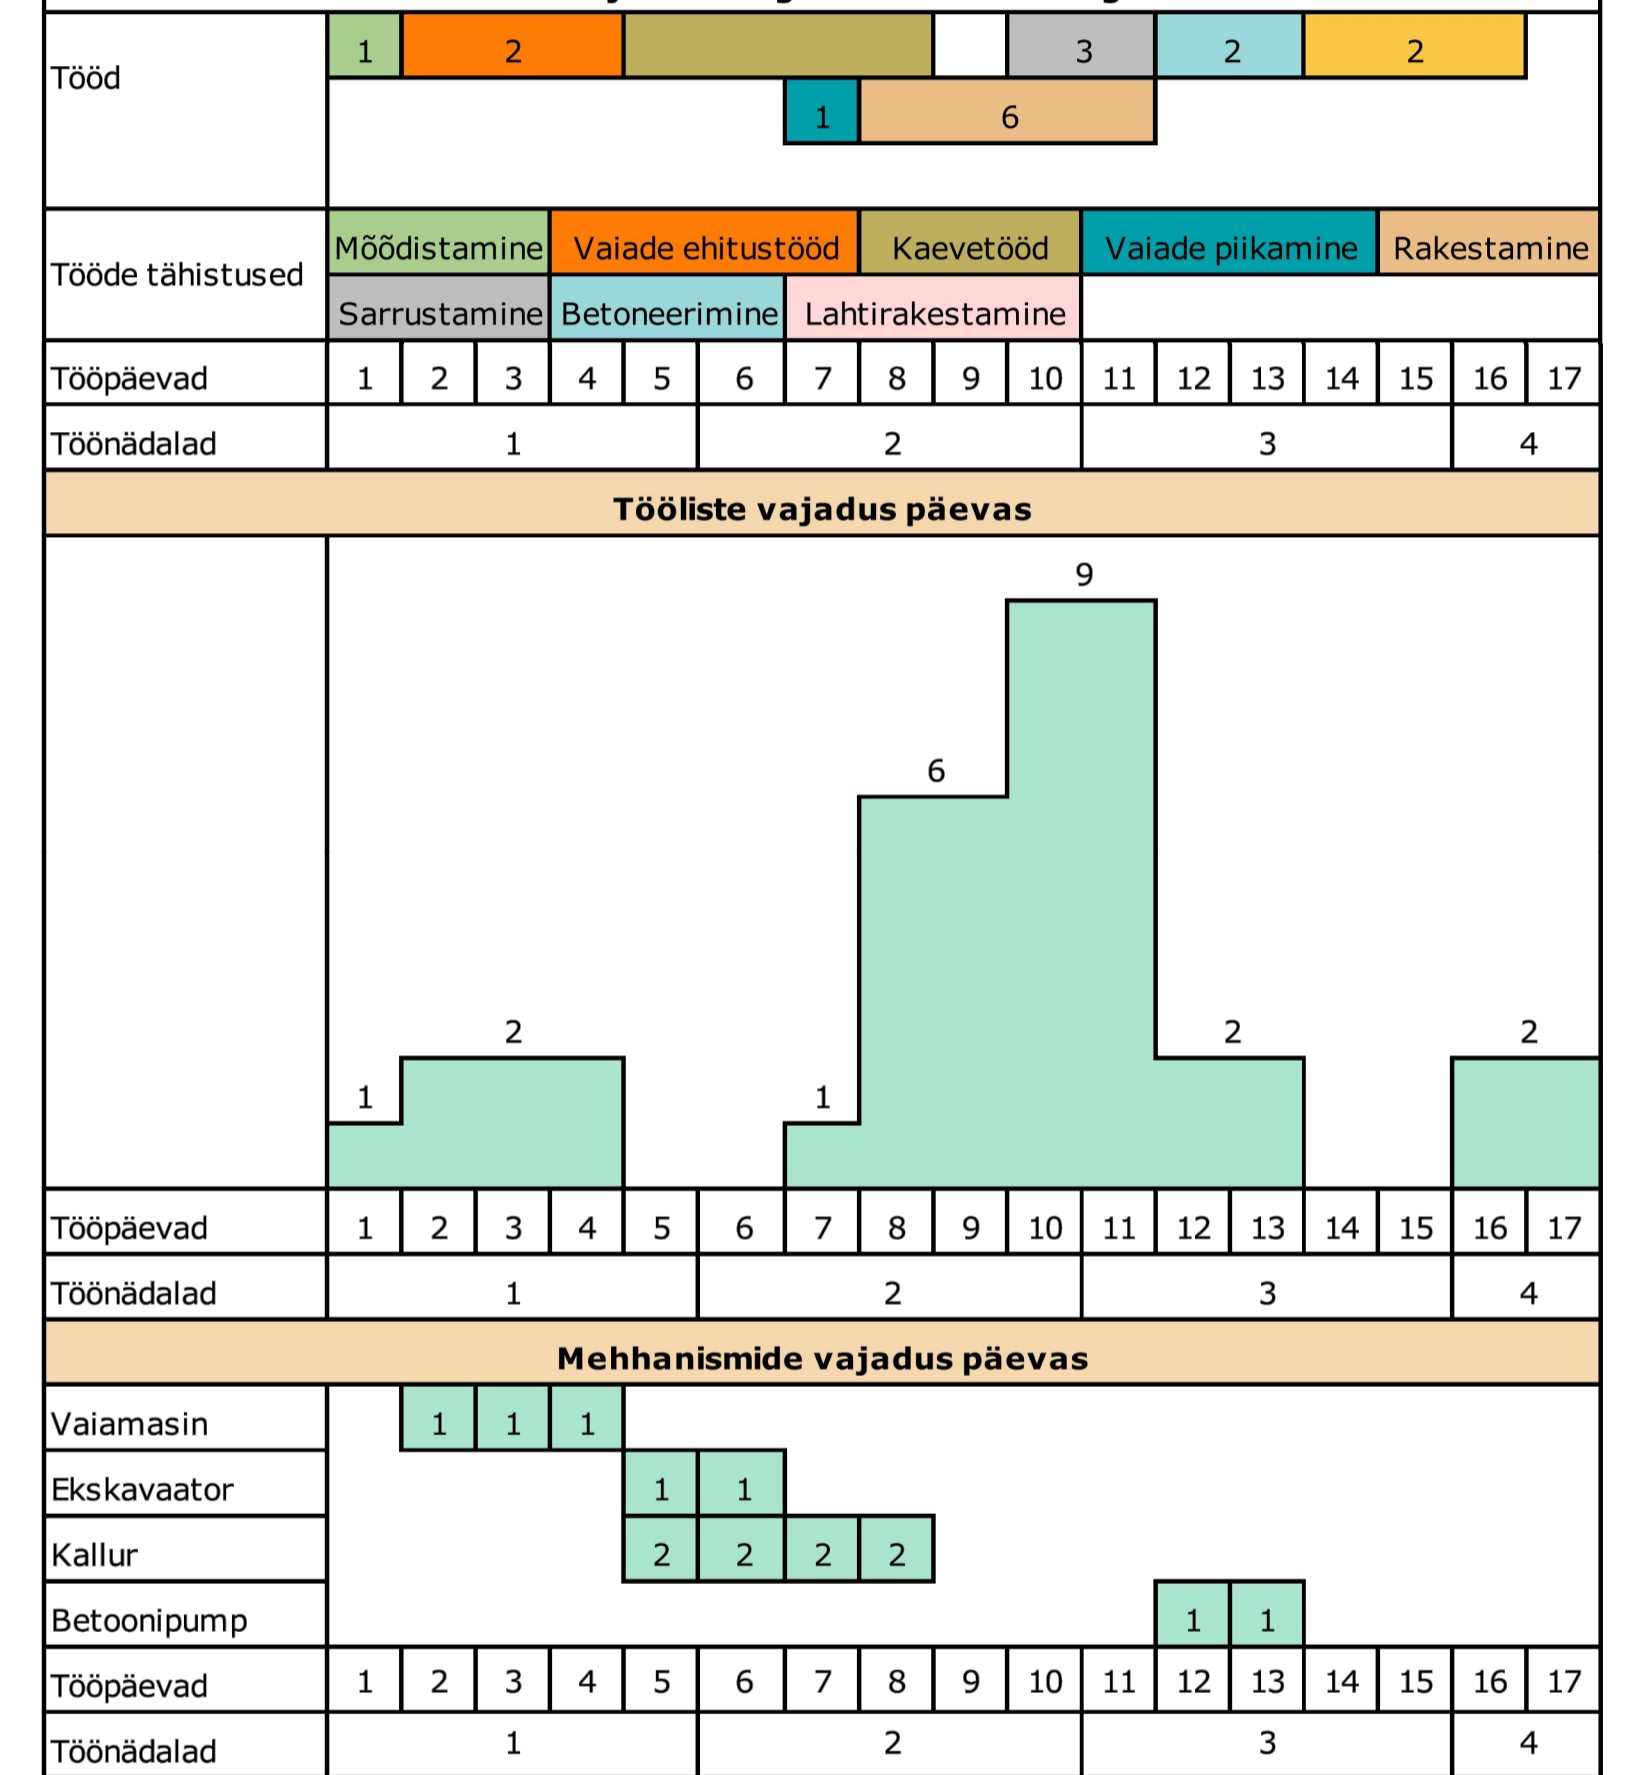 Tööd
1 2 3 2 2
1 6
Tööde tähistused
Mõõdistamine Vaiade ehitustööd Kaevetööd Vaiade piikamine Rakestamine
Sarrustamine Betoneerimine Lahtirakestamine
Tööpäevad 1 2 3 4 5 6 7 8 9 10 11 12 13 14 15 16 17
Töönädalad 1 2 3 4
Tööliste vajadus päevas
9
6
2 2 2
1 1
Tööpäevad 1 2 3 4 5 6 7 8 9 10 11 12 13 14 15 16 17
Töönädalad 1 2 3 4
Mehhanismide vajadus päevas
Vaiamasin 1 1 1
Ekskavaator 1 1
Kallur 2 2 2 2
Betoonipump 1 1
Tööpäevad 1 2 3 4 5 6 7 8 9 10 11 12 13 14 15 16 17
Töönädalad 1 2 3 4